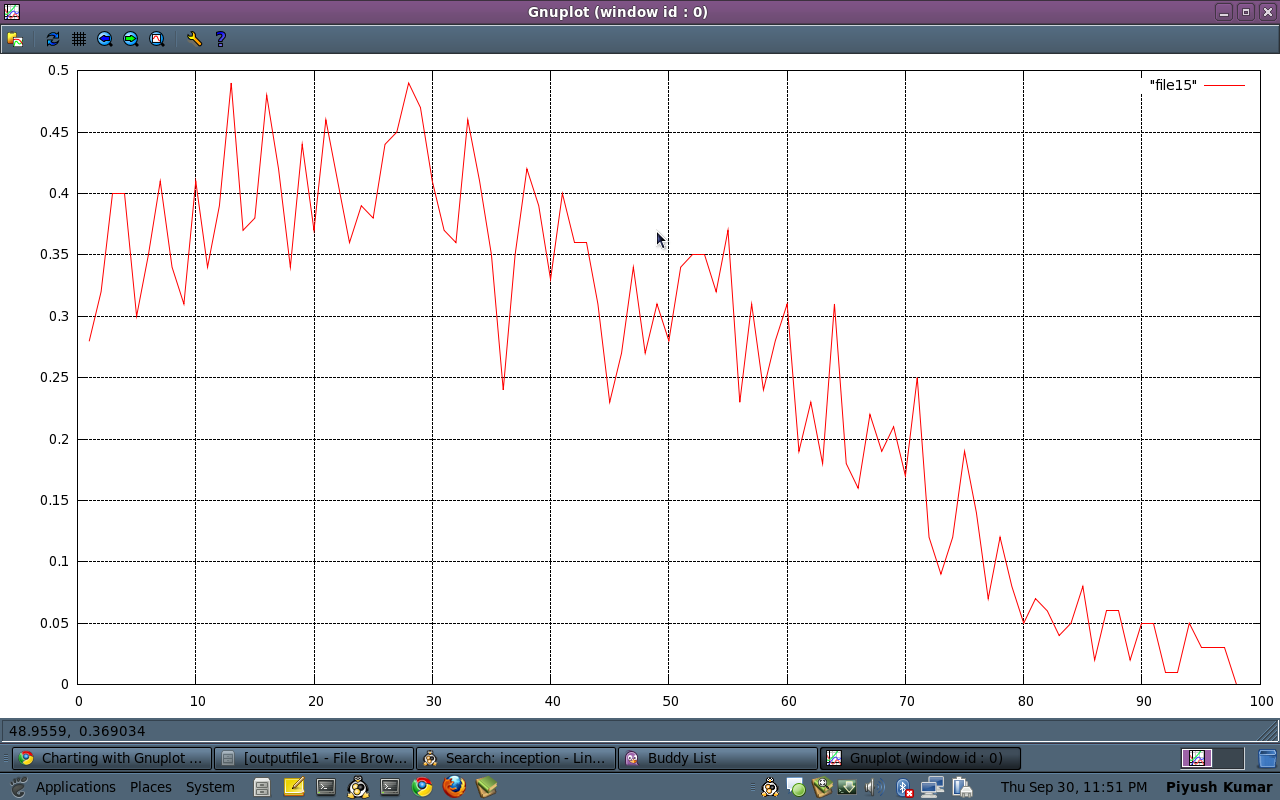 Gnuplot (window id : 0)
"file15"
0.5
0.45
0.4
0.35
0.3
0.25
0.2
0.15
0.1
0.05
0
0 10 20 30 40 50 60 70 80 90 100
48.9559, 0.369034
Charting with Gnuplot ... [outputfile1 - File Brow... Search: inception - Lin... Buddy List Gnuplot (window id : 0)
Applications Places System Thu Sep 30, 11:51 PM Piyush Kumar